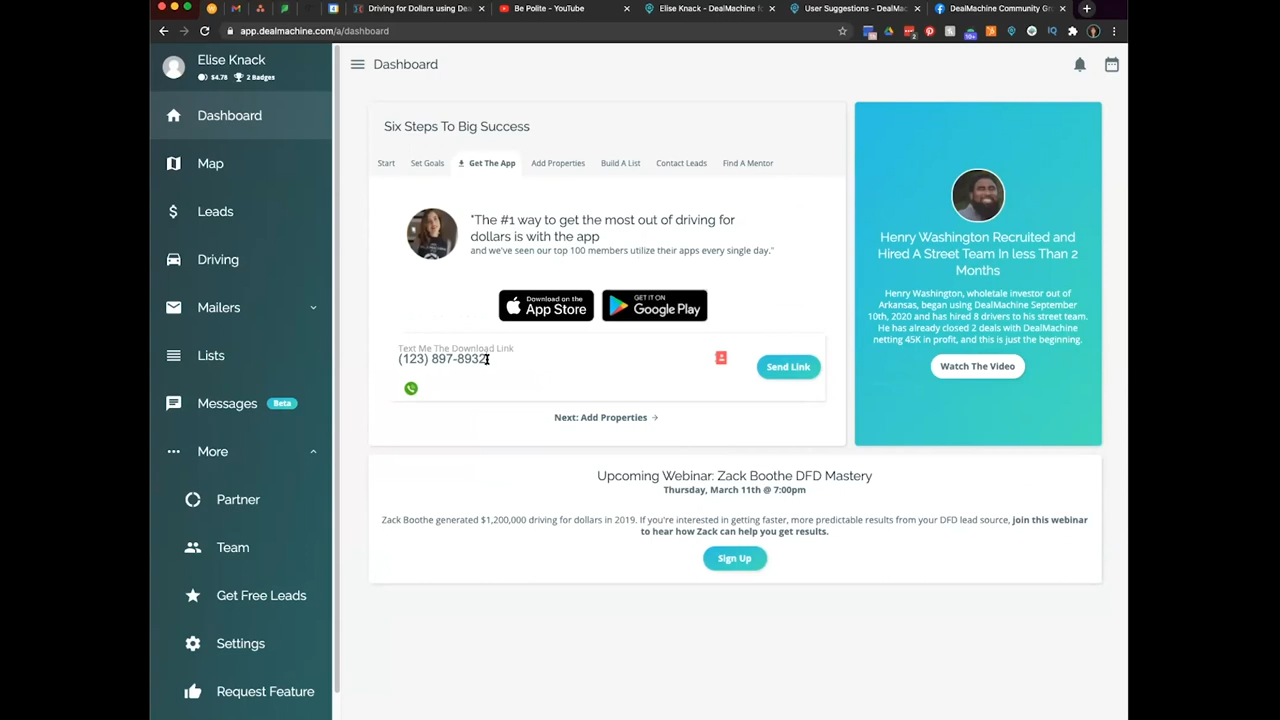 Driving for Dollars using Dea
Be Polite - YouTube
Elise Knack - DealMachine f
User Suggestions - DealMac
DealMachine Community Gr
app.dealmachine.com/a/dashboard
Elise Knack
$4.78 2 Badges
Dashboard
Map
Leads
Driving
Mailers
Lists
Messages Beta
More
Partner
Team
Get Free Leads
Settings
Request Feature
Dashboard
Six Steps To Big Success
Start Set Goals Get The App Add Properties Build A List Contact Leads Find A Mentor
"The #1 way to get the most out of driving for
dollars is with the app
and we've seen our top 100 members utilize their apps every single day."
Download on the
App Store
GET IT ON
Google Play
Text Me The Download Link
(123) 897-8932
Send Link
Next: Add Properties →
Henry Washington Recruited and
Hired A Street Team In less Than 2
Months
Henry Washington, wholetale investor out of
Arkansas, began using DealMachine September
10th, 2020 and has hired 8 drivers to his street team.
He has already closed 2 deals with DealMachine
netting 45K in profit, and this is just the beginning.
Watch The Video
Upcoming Webinar: Zack Boothe DFD Mastery
Thursday, March 11th @ 7:00pm
Zack Boothe generated $1,200,000 driving for dollars in 2019. If you're interested in getting faster, more predictable results from your DFD lead source, join this webinar
to hear how Zack can help you get results.
Sign Up